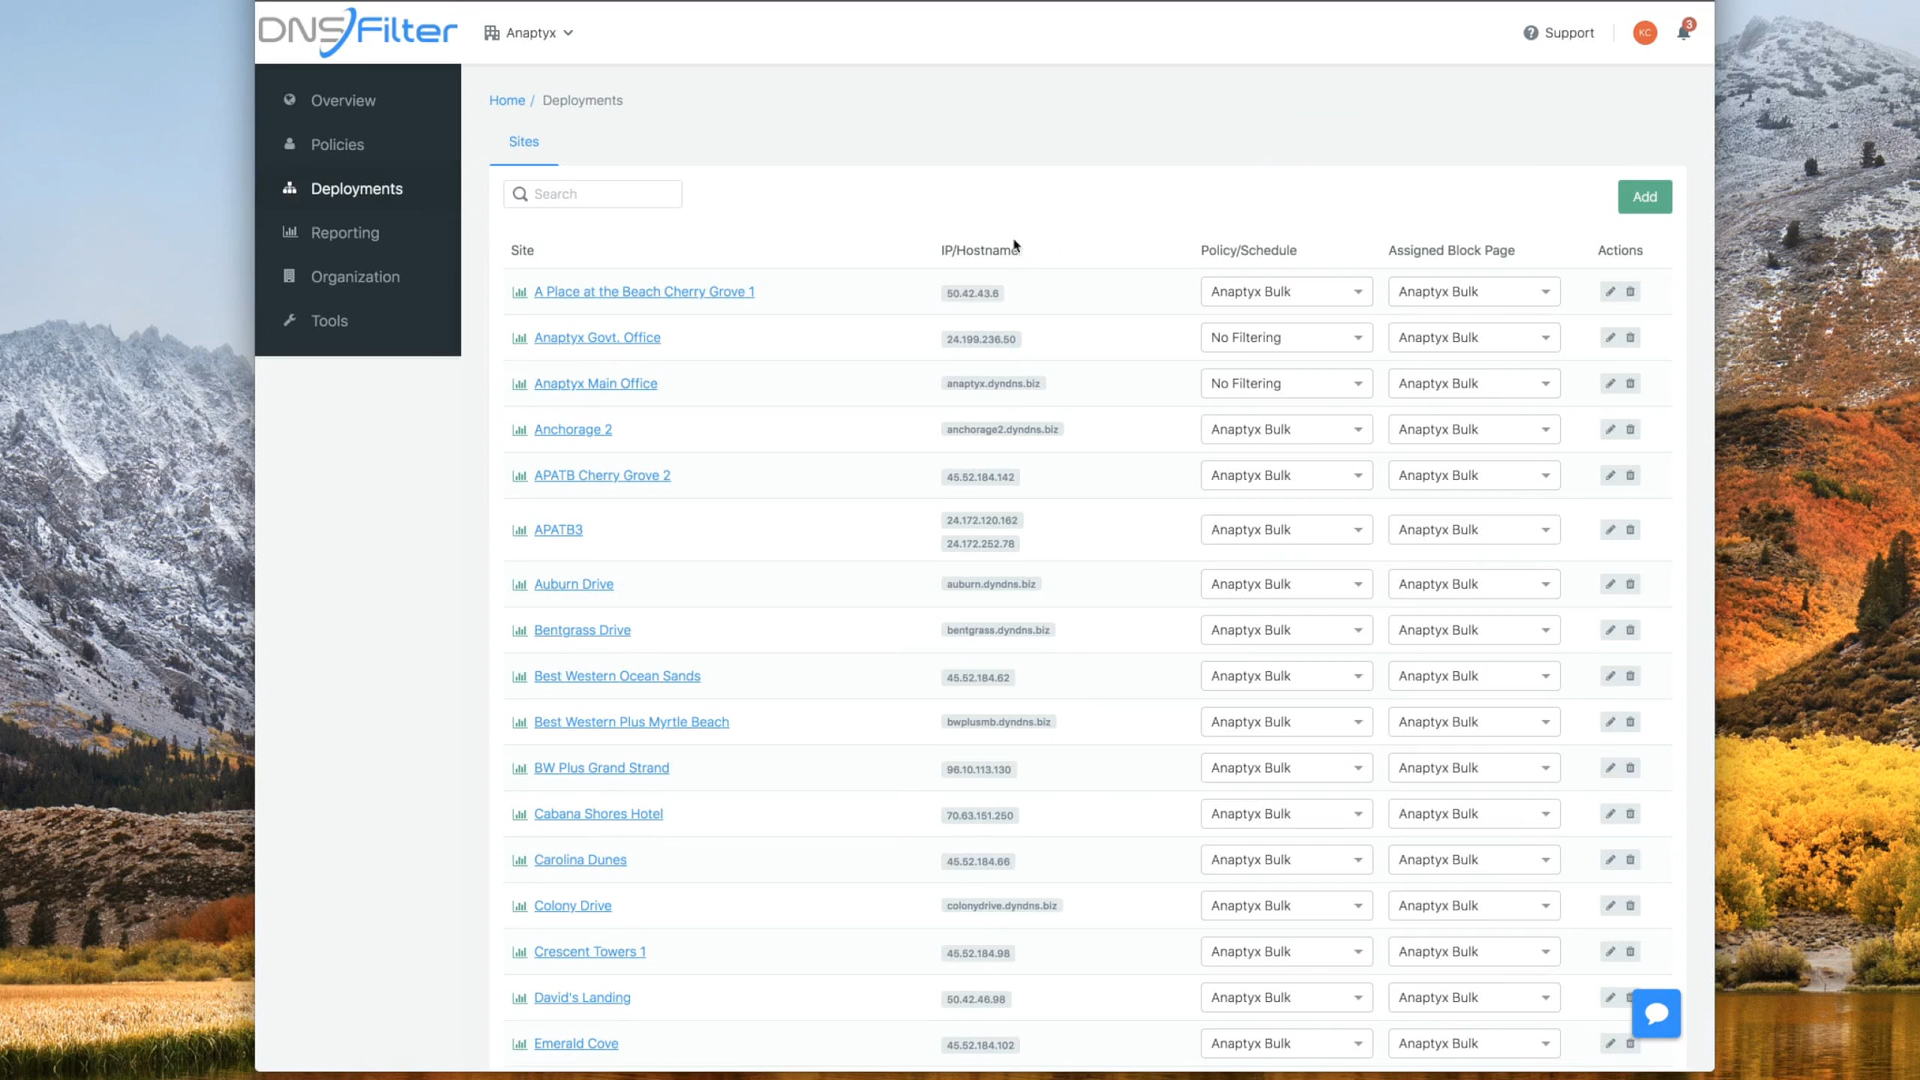 DNSFilter
Anaptyx
Support
KC
3
Overview
Policies
Deployments
Reporting
Organization
Tools
Home / Deployments
Sites
Search
Add
Site IP/Hostname Policy/Schedule Assigned Block Page Actions
A Place at the Beach Cherry Grove 1 50.42.43.6 Anaptyx Bulk Anaptyx Bulk
Anaptyx Govt. Office 24.199.236.50 No Filtering Anaptyx Bulk
Anaptyx Main Office anaptyx.dyndns.biz No Filtering Anaptyx Bulk
Anchorage 2 anchorage2.dyndns.biz Anaptyx Bulk Anaptyx Bulk
APATB Cherry Grove 2 45.52.184.142 Anaptyx Bulk Anaptyx Bulk
APATB3 24.172.120.162 Anaptyx Bulk Anaptyx Bulk
24.172.252.78
Auburn Drive auburn.dyndns.biz Anaptyx Bulk Anaptyx Bulk
Bentgrass Drive bentgrass.dyndns.biz Anaptyx Bulk Anaptyx Bulk
Best Western Ocean Sands 45.52.184.62 Anaptyx Bulk Anaptyx Bulk
Best Western Plus Myrtle Beach bwplusmb.dyndns.biz Anaptyx Bulk Anaptyx Bulk
BW Plus Grand Strand 96.10.113.130 Anaptyx Bulk Anaptyx Bulk
Cabana Shores Hotel 70.63.151.250 Anaptyx Bulk Anaptyx Bulk
Carolina Dunes 45.52.184.66 Anaptyx Bulk Anaptyx Bulk
Colony Drive colonydrive.dyndns.biz Anaptyx Bulk Anaptyx Bulk
Crescent Towers 1 45.52.184.98 Anaptyx Bulk Anaptyx Bulk
David's Landing 50.42.46.98 Anaptyx Bulk Anaptyx Bulk
Emerald Cove 45.52.184.102 Anaptyx Bulk Anaptyx Bulk